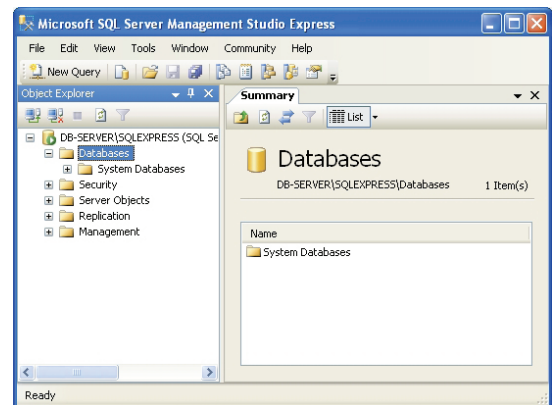 Microsoft SQL Server Management Studio Express
File Edit View Tools Window Community Help
New Query
Object Explorer
Summary
List
DB-SERVER\SQLEXPRESS (SQL Se
Databases
System Databases
Security
Server Objects
Replication
Management
Databases
DB-SERVER\SQLEXPRESS\Databases 1 Item(s)
Name
System Databases
Ready